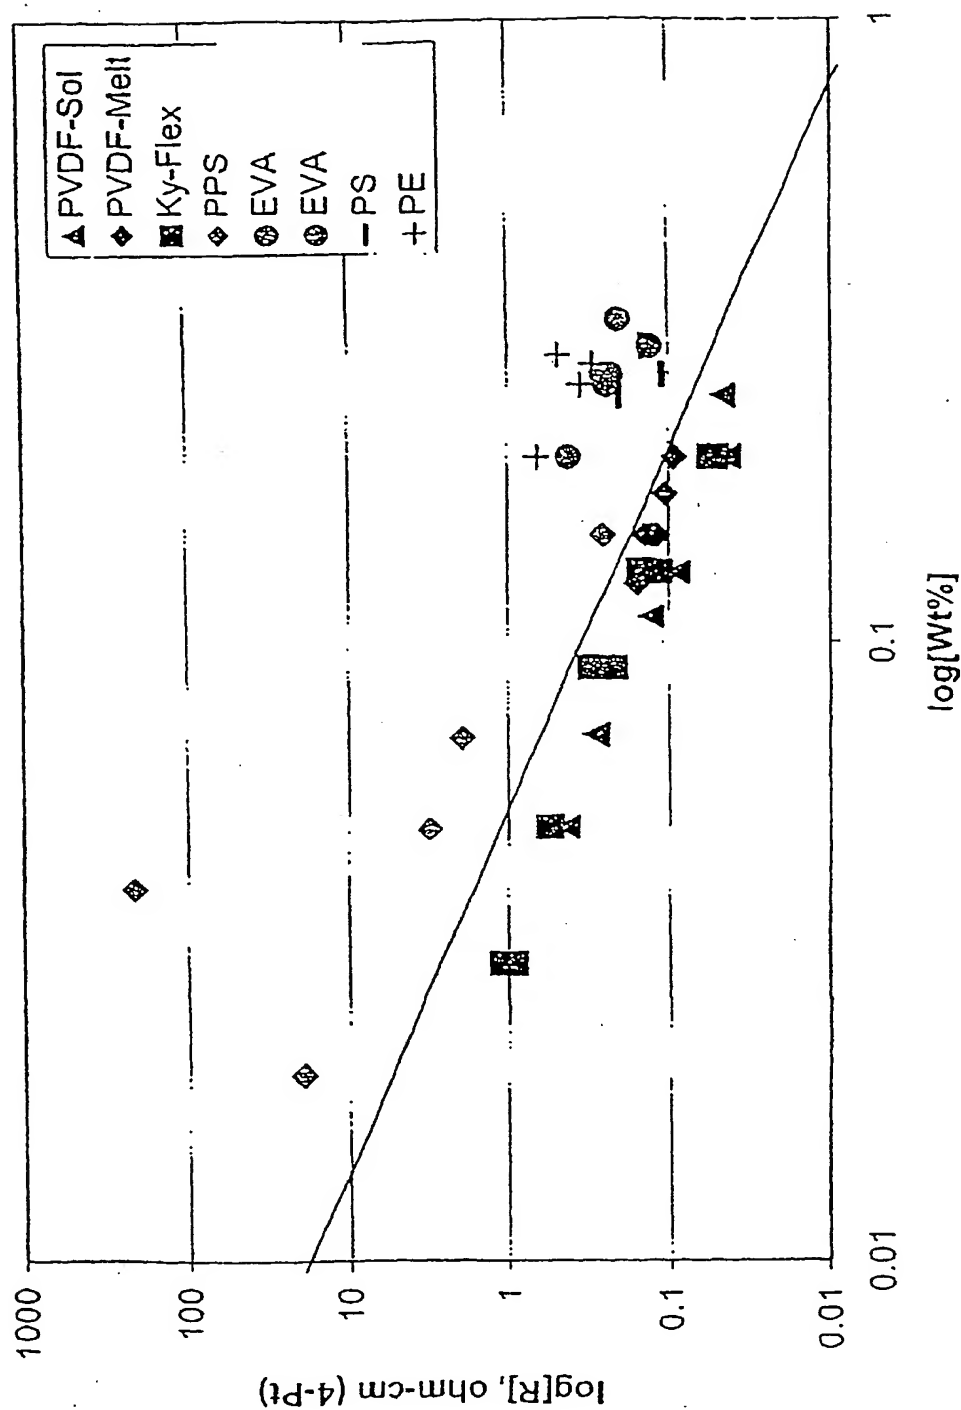 1000
100
10
1
0.1
0.01
log[R], ohm-cm (4-Pt)
0.01
0.1
1
log[Wt%]
PVDF-Sol
PVDF-Melt
Ky-Flex
PPS
EVA
EVA
PS
PE